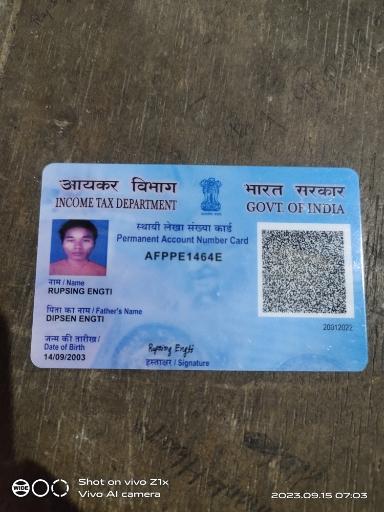 आयकर विभाग
INCOME TAX DEPARTMENT
भारत सरकार
GOVT. OF INDIA
स्थायी लेखा संख्या कार्ड
Permanent Account Number Card
AFPPE1464E
नाम / Name
RUPSING ENGTI
पिता का नाम / Father's Name
DIPSEN ENGTI
जन्म की तारीख /
Date of Birth
14/09/2003
Rupsing Engti
हस्ताक्षर / Signature
20012022
WIDE
Shot on vivo Z1x
Vivo AI camera
2023.09.15 07:03